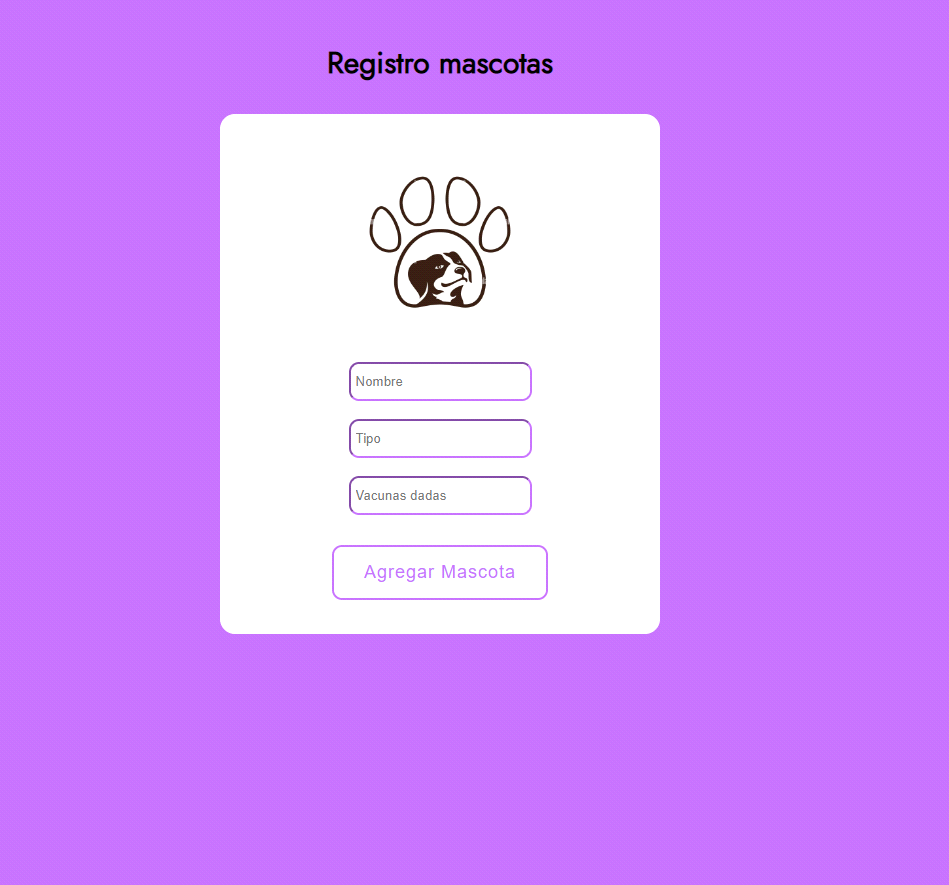 Registro mascotas
Nombre
Tipo
Vacunas dadas
Agregar Mascota